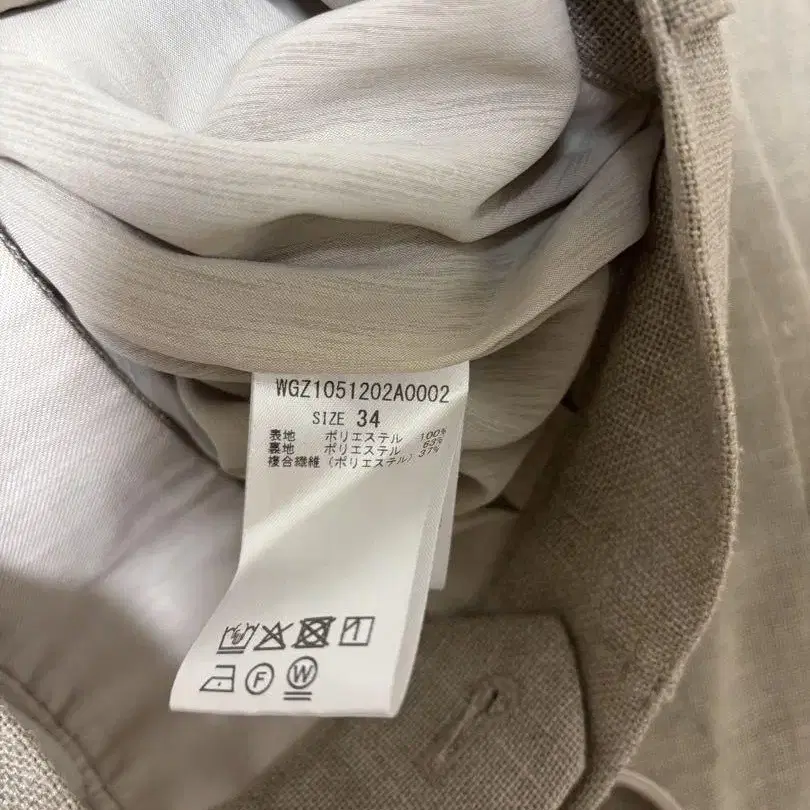 WGZ1051202A0002
SIZE 34
表地 ポリエステル 100%
裏地 ポリエステル 63%
複合繊維(ポリエステル) 37%
F
W